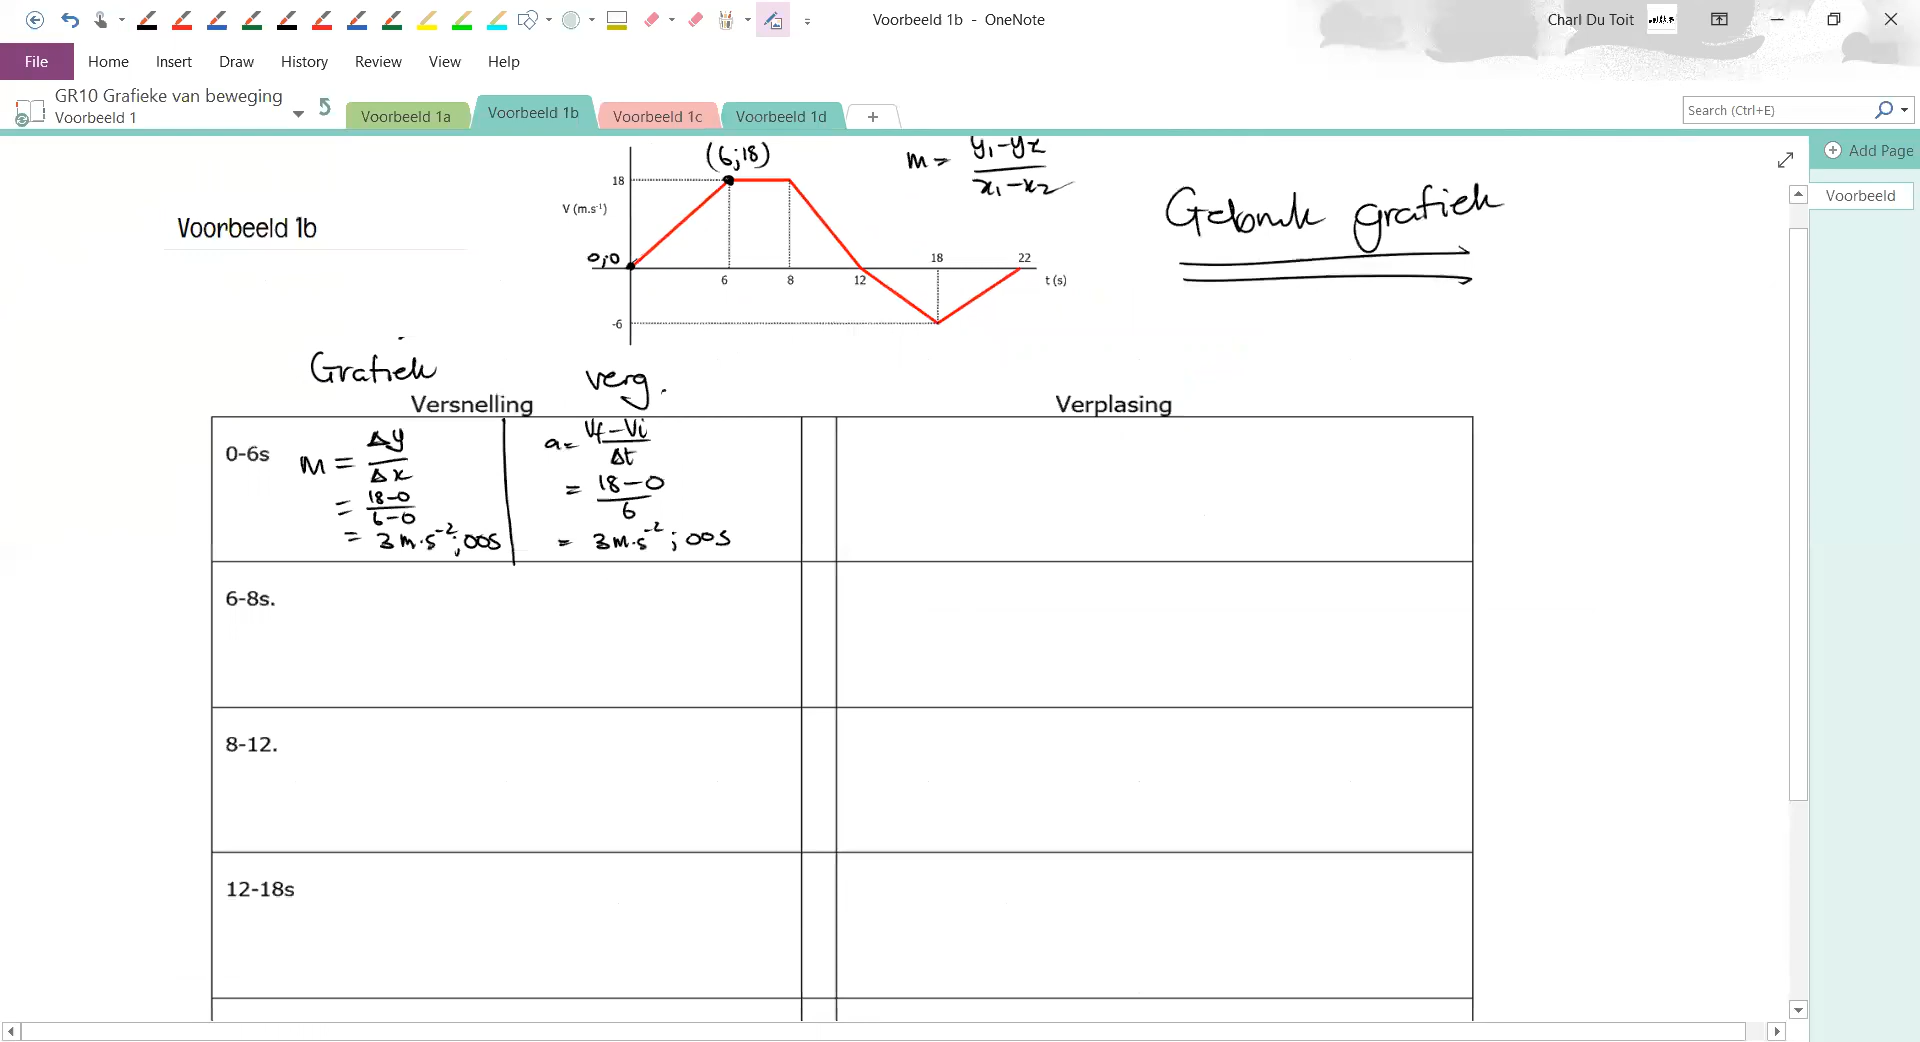 Voorbeeld 1b - OneNote
Charl Du Toit
File Home Insert Draw History Review View Help
GR10 Grafieke van beweging
Voorbeeld 1
Voorbeeld 1a Voorbeeld 1b Voorbeeld 1c Voorbeeld 1d +
Search (Ctrl+E)
Add Page
Voorbeeld
Voorbeeld 1b
(6;18)
18
V (m.s⁻¹)
0;0
6 8 12 18 22
t (s)
-6
m = y₁-y₂
x₁-x₂
Gebruik grafiek
Grafiek
verg.
Versnelling
Verplasing
0-6s
m = Δy
Δx
= 18-0
6-0
= 3m.s⁻²;oos
a = Vf-Vi
Δt
= 18-0
6
= 3m.s⁻²;oos
6-8s.
8-12.
12-18s